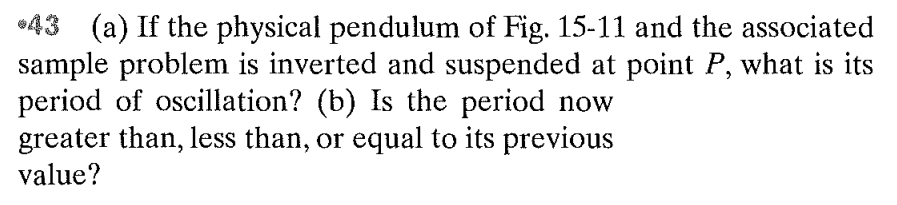 •43 (a) If the physical pendulum of Fig. 15-11 and the associated
sample problem is inverted and suspended at point P, what is its
period of oscillation? (b) Is the period now
greater than, less than, or equal to its previous
value?